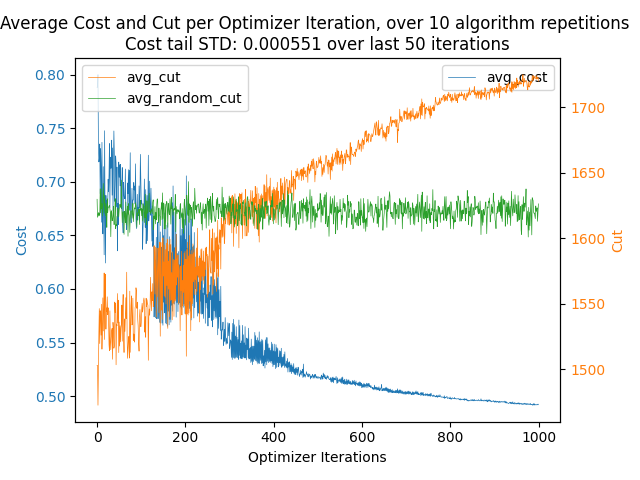 Average Cost and Cut per Optimizer Iteration, over 10 algorithm repetitions
Cost tail STD: 0.000551 over last 50 iterations
avg_cut
avg_random_cut
avg_cost
0.80
0.75
0.70
0.65
0.60
0.55
0.50
Cost
1700
1650
1600
1550
1500
Cut
0 200 400 600 800 1000
Optimizer Iterations